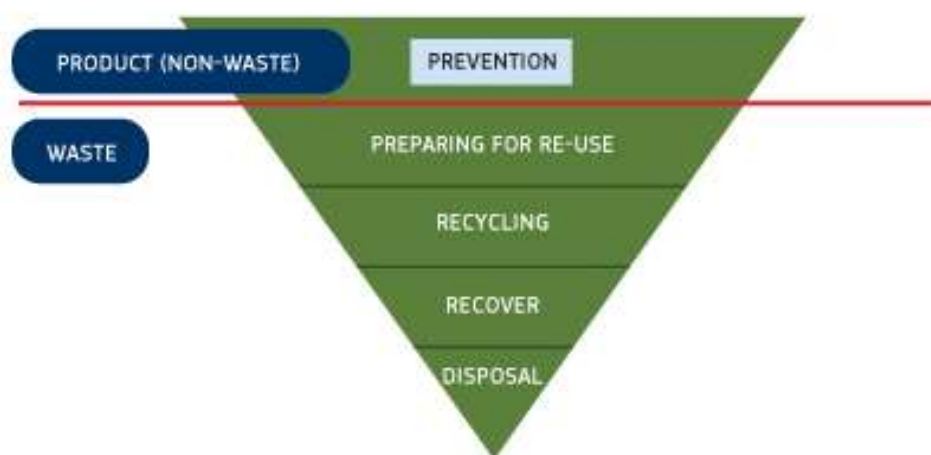 PRODUCT (NON-WASTE)
PREVENTION
WASTE
PREPARING FOR RE-USE
RECYCLING
RECOVER
DISPOSAL